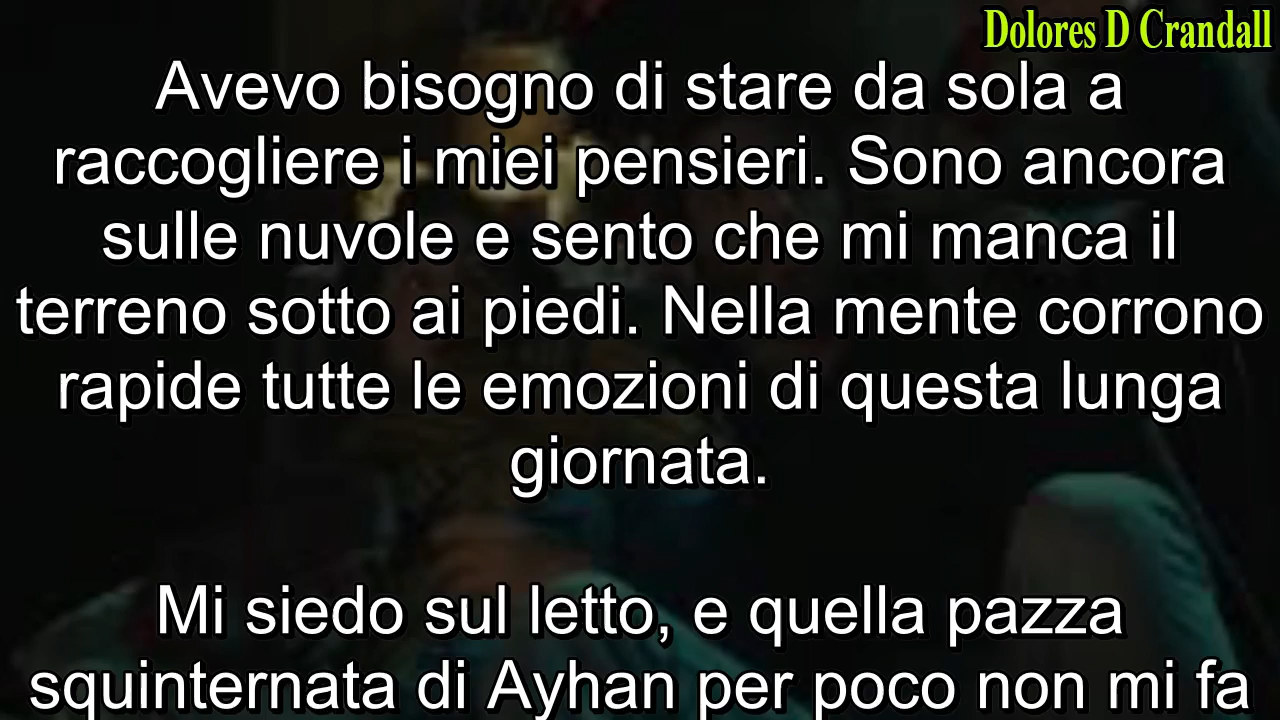 Dolores D Crandall
Avevo bisogno di stare da sola a
raccogliere i miei pensieri. Sono ancora
sulle nuvole e sento che mi manca il
terreno sotto ai piedi. Nella mente corrono
rapide tutte le emozioni di questa lunga
giornata.
Mi siedo sul letto, e quella pazza
squinternata di Ayhan per poco non mi fa